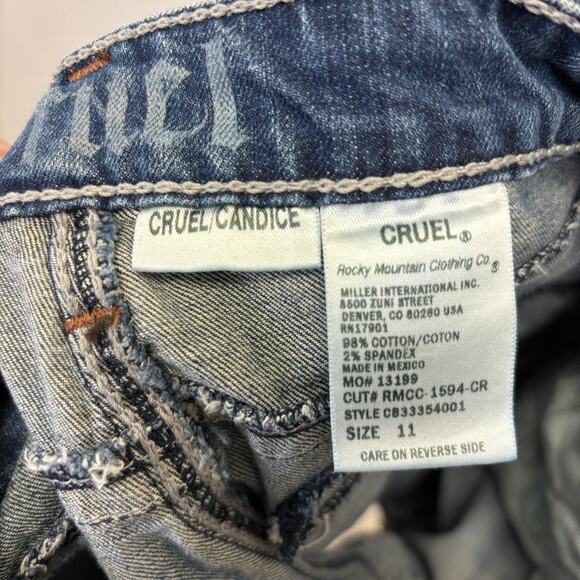 CRUEL/CANDICE
CRUEL®
Rocky Mountain Clothing Co®
MILLER INTERNATIONAL INC.
8500 ZUNI STREET
DENVER, CO 80260 USA
RN17901
98% COTTON/COTON
2% SPANDEX
MADE IN MEXICO
MO# 13199
CUT# RMCC-1594-CR
STYLE CB33354001
SIZE 11
CARE ON REVERSE SIDE